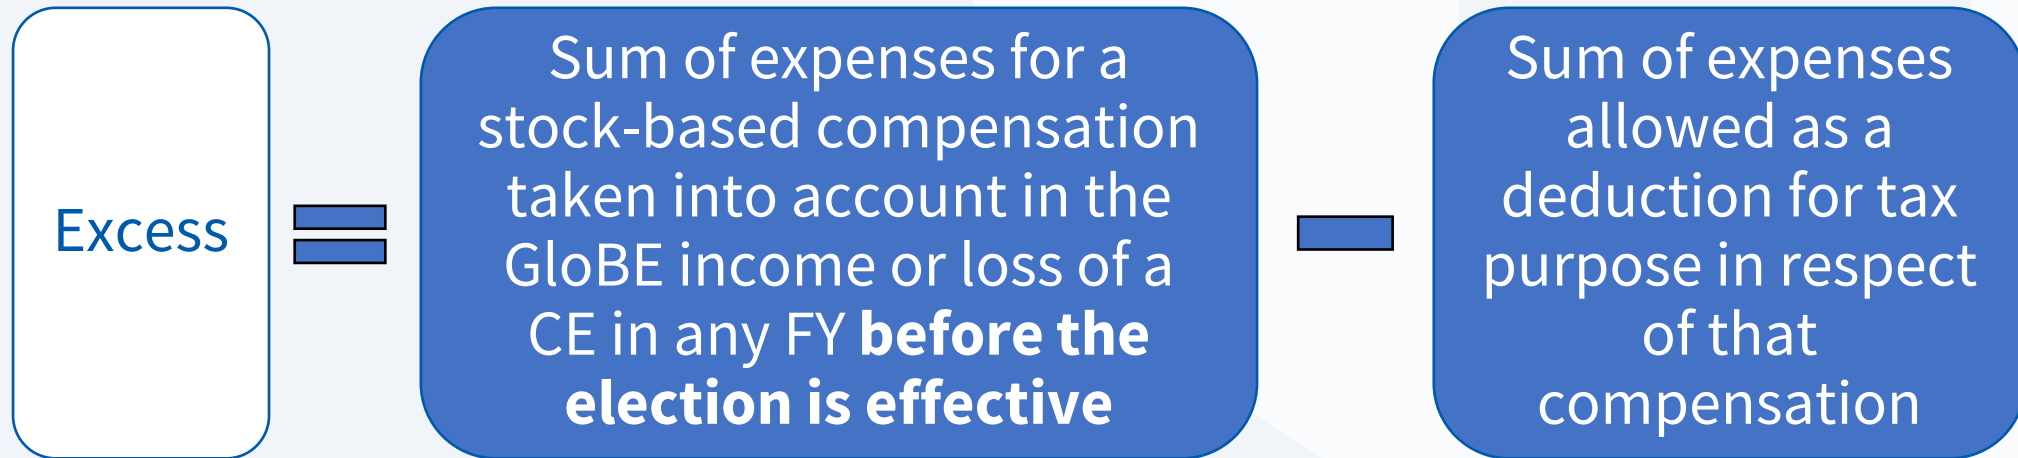 Excess
Sum of expenses for a
stock-based compensation
taken into account in the
GloBE income or loss of a
CE in any FY before the
election is effective
Sum of expenses
allowed as a
deduction for tax
purpose in respect
of that
compensation